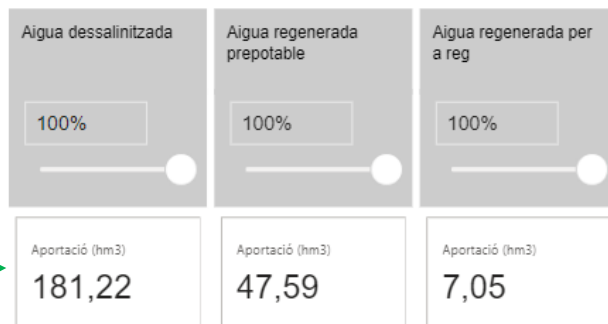 Aigua dessalinitzada
Aigua regenerada
prepotable
Aigua regenerada per
a reg
100%
100%
100%
Aportació (hm3)
181,22
Aportació (hm3)
47,59
Aportació (hm3)
7,05